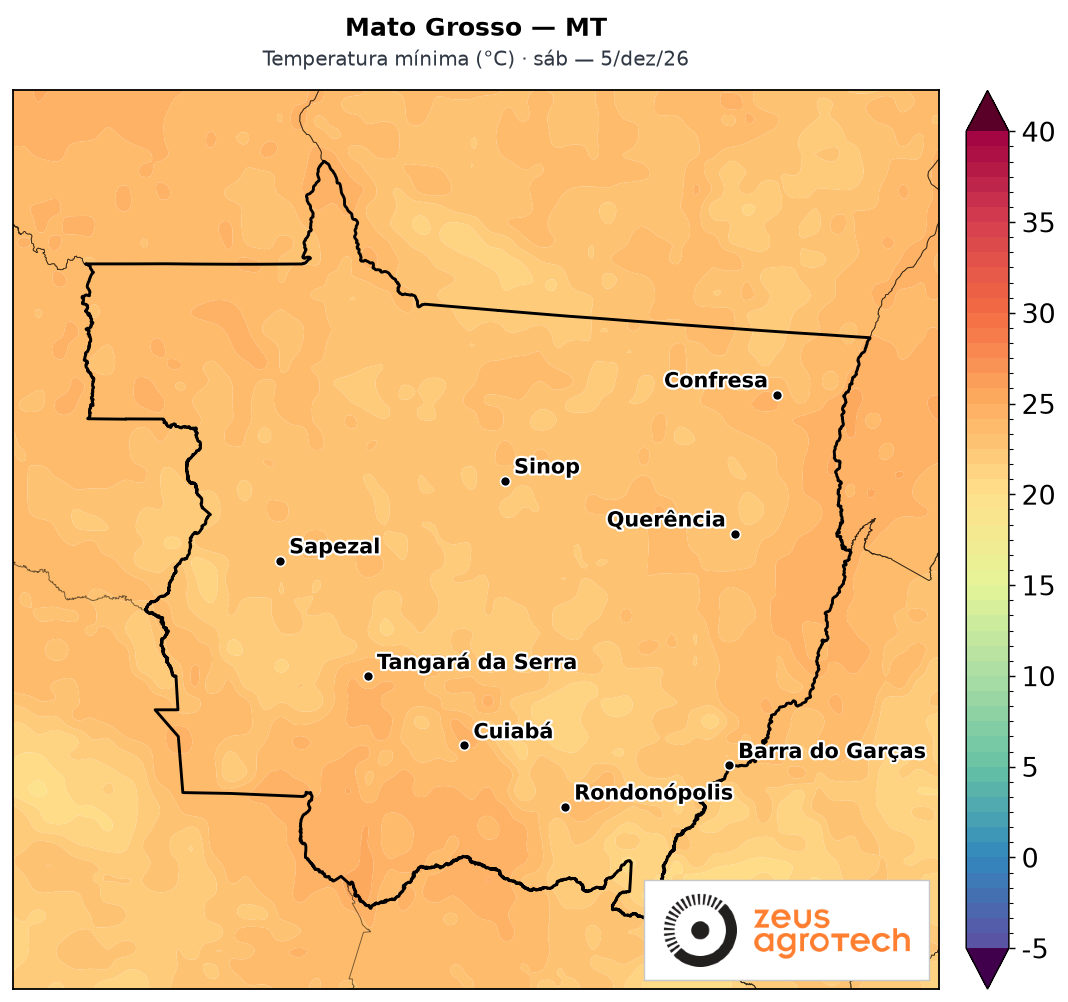 Mato Grosso — MT
Temperatura mínima (°C) · sáb — 5/dez/26
40
35
30
25
20
15
10
5
0
-5
Confresa
Sinop
Querência
Sapezal
Tangará da Serra
Cuiabá
Barra do Garças
Rondonópolis
zeus
agrotech